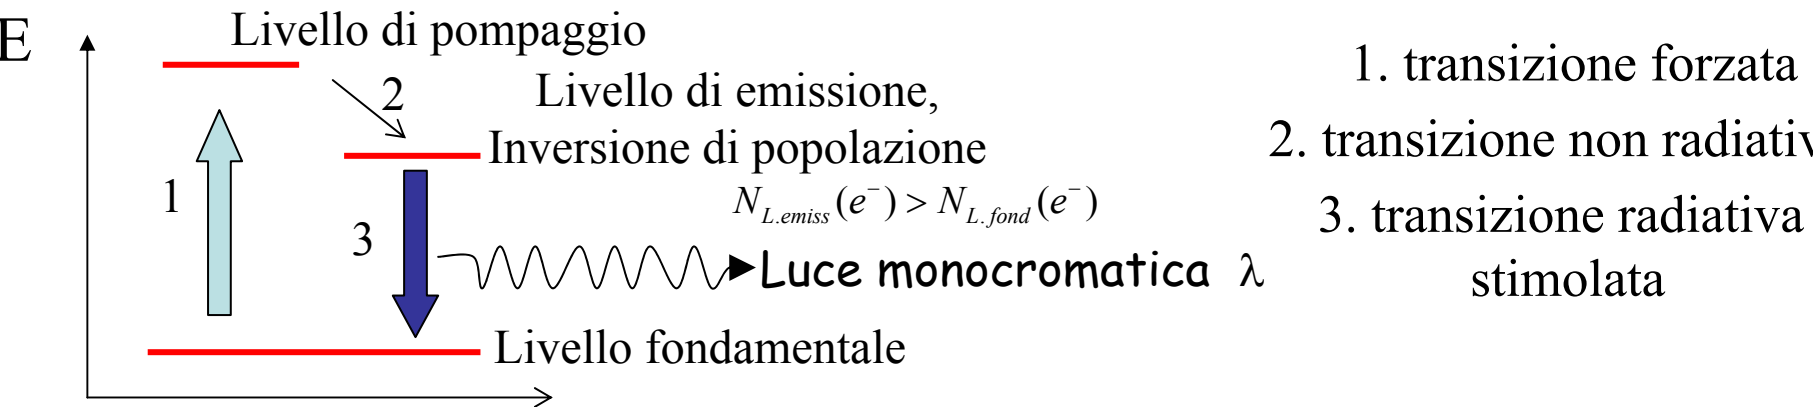 E
Livello di pompaggio
2
Livello di emissione,
Inversione di popolazione
N_{L.emiss}(e⁻) > N_{L.fond}(e⁻)
1
3
Luce monocromatica λ
Livello fondamentale
1. transizione forzata
2. transizione non radiativ
3. transizione radiativa
stimolata